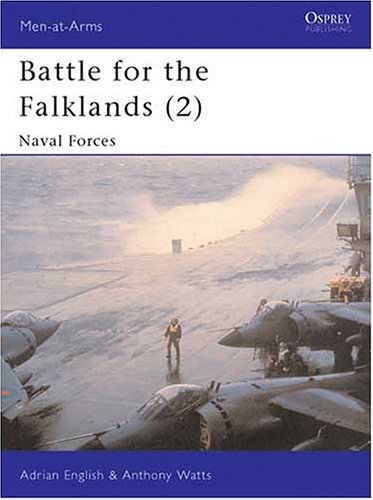 Men-at-Arms
OSPREY
PUBLISHING
Battle for the
Falklands (2)
Naval Forces
Adrian English & Anthony Watts